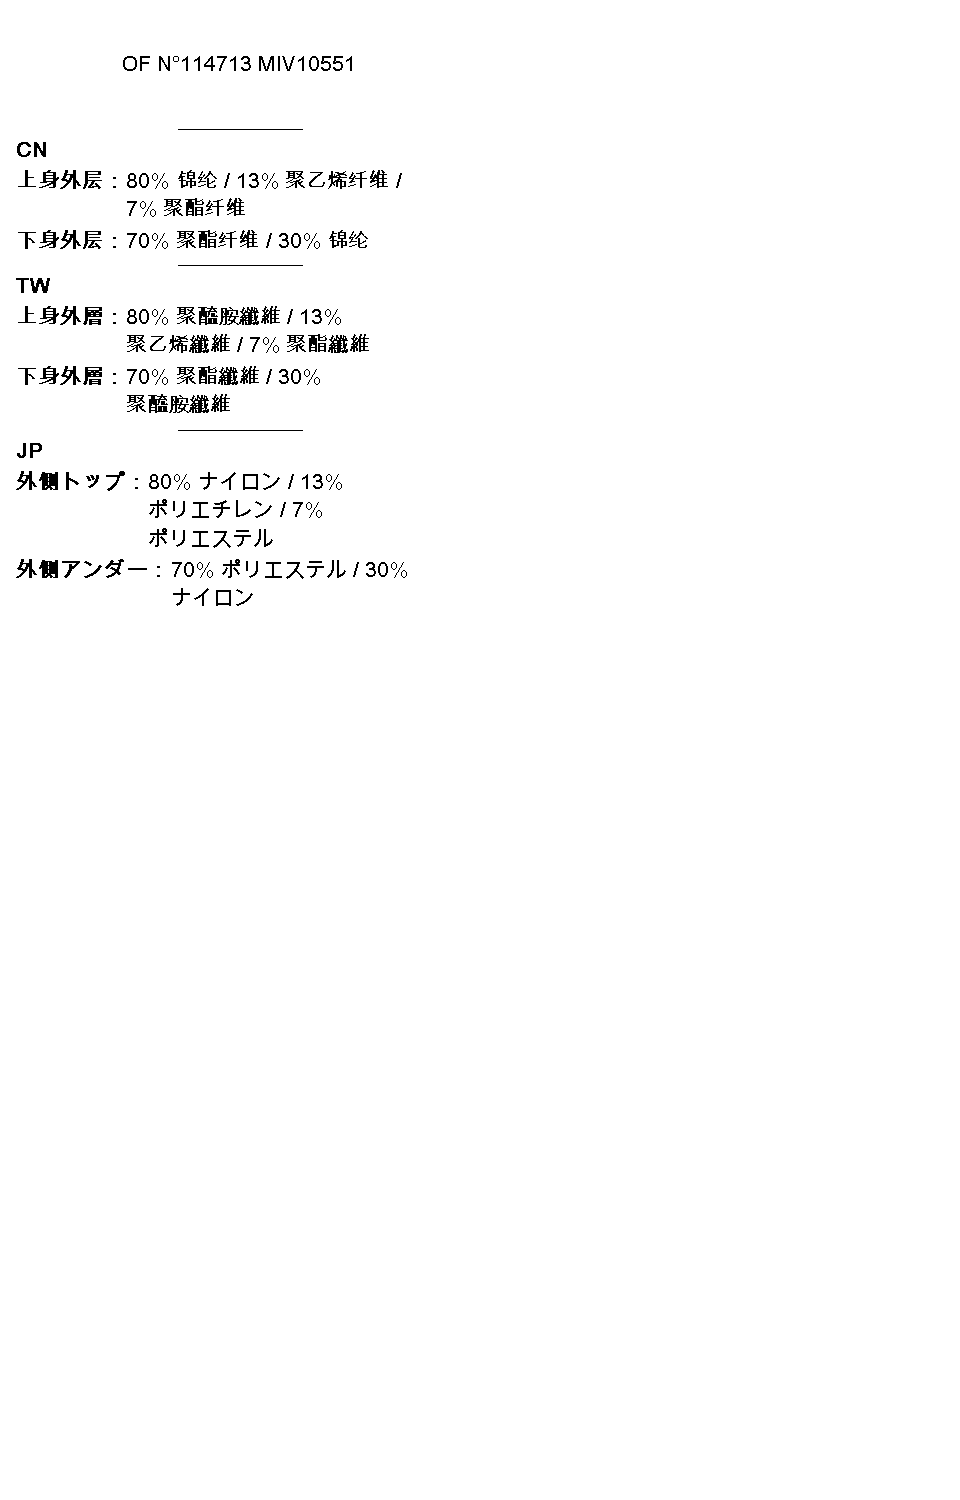 OF N°114713 MIV10551
CN
上身外层 : 80% 锦纶 / 13% 聚乙烯纤维 /
7% 聚酯纤维
下身外层 : 70% 聚酯纤维 / 30% 锦纶
TW
上身外層 : 80% 聚醯胺纖維 / 13%
聚乙烯纖維 / 7% 聚酯纖維
下身外層 : 70% 聚酯纖維 / 30%
聚醯胺纖維
JP
外側トップ : 80% ナイロン / 13%
ポリエチレン / 7%
ポリエステル
外側アンダー : 70% ポリエステル / 30%
ナイロン